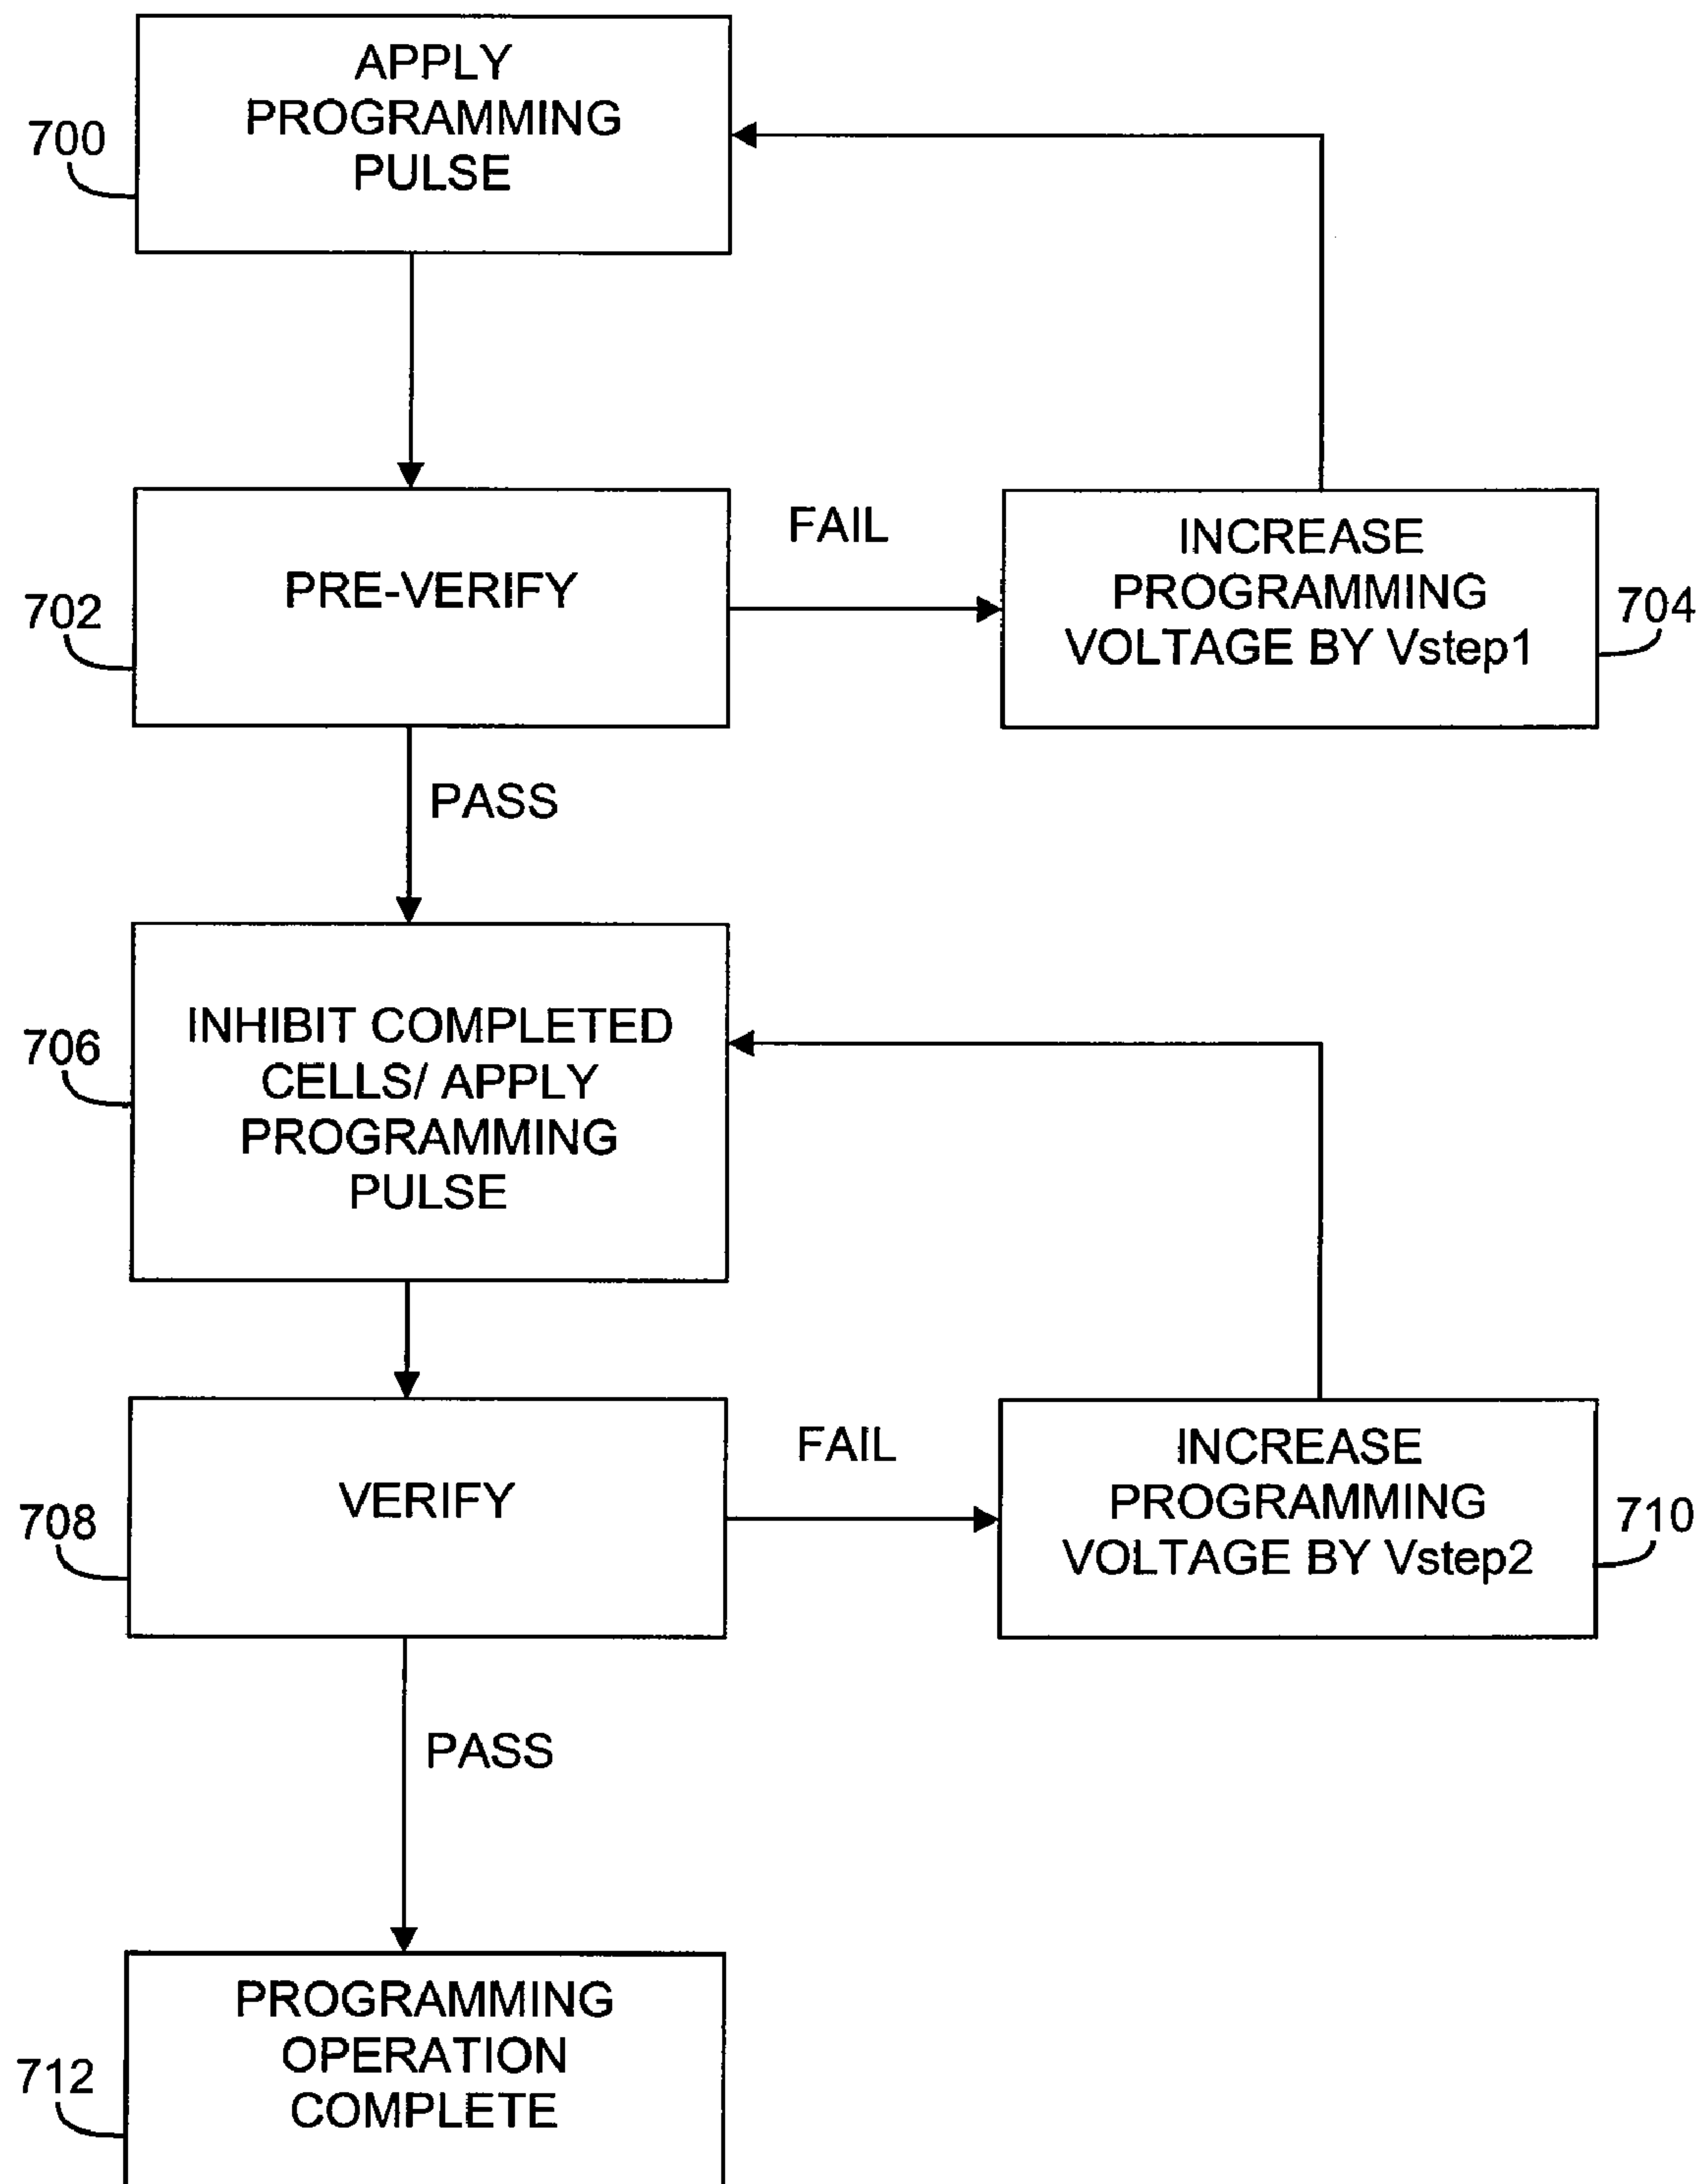 APPLY
PROGRAMMING
PULSE
700
PRE-VERIFY
702
FAIL
INCREASE
PROGRAMMING
VOLTAGE BY Vstep1
704
PASS
INHIBIT COMPLETED
CELLS/ APPLY
PROGRAMMING
PULSE
706
VERIFY
708
FAIL
INCREASE
PROGRAMMING
VOLTAGE BY Vstep2
710
PASS
PROGRAMMING
OPERATION
COMPLETE
712